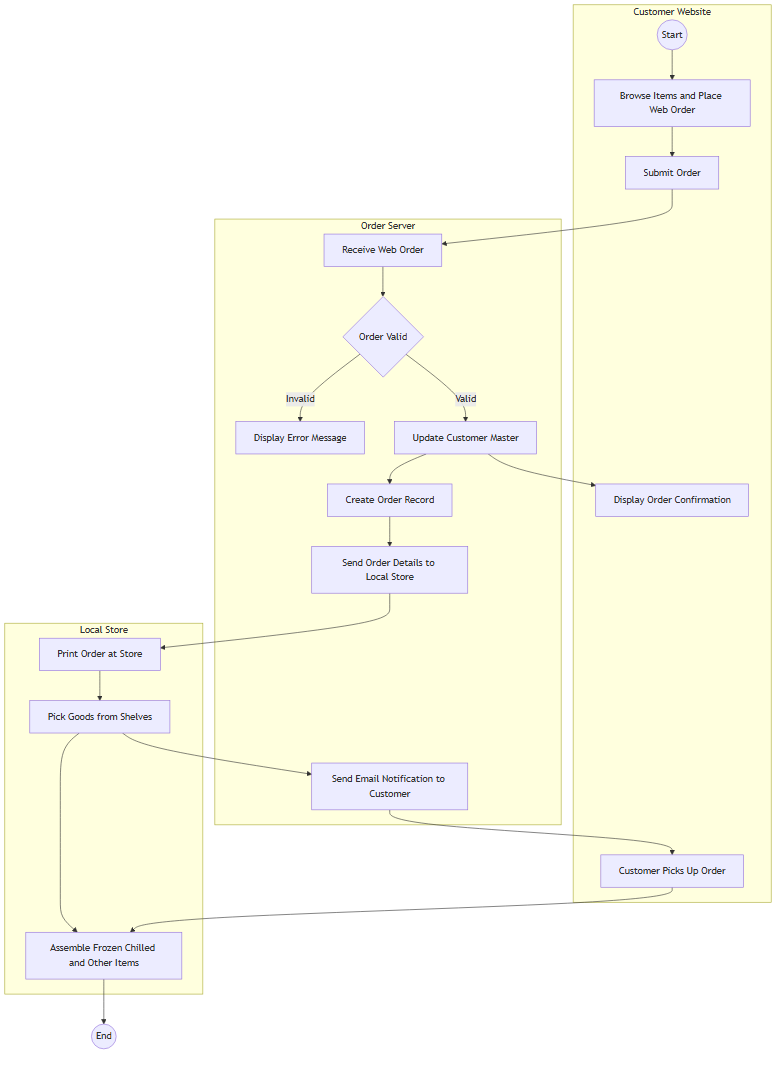 Customer Website
Start
Browse Items and Place
Web Order
Submit Order
Order Server
Receive Web Order
Order Valid
Invalid
Valid
Display Error Message
Update Customer Master
Create Order Record
Display Order Confirmation
Send Order Details to
Local Store
Local Store
Print Order at Store
Pick Goods from Shelves
Send Email Notification to
Customer
Customer Picks Up Order
Assemble Frozen Chilled
and Other Items
End